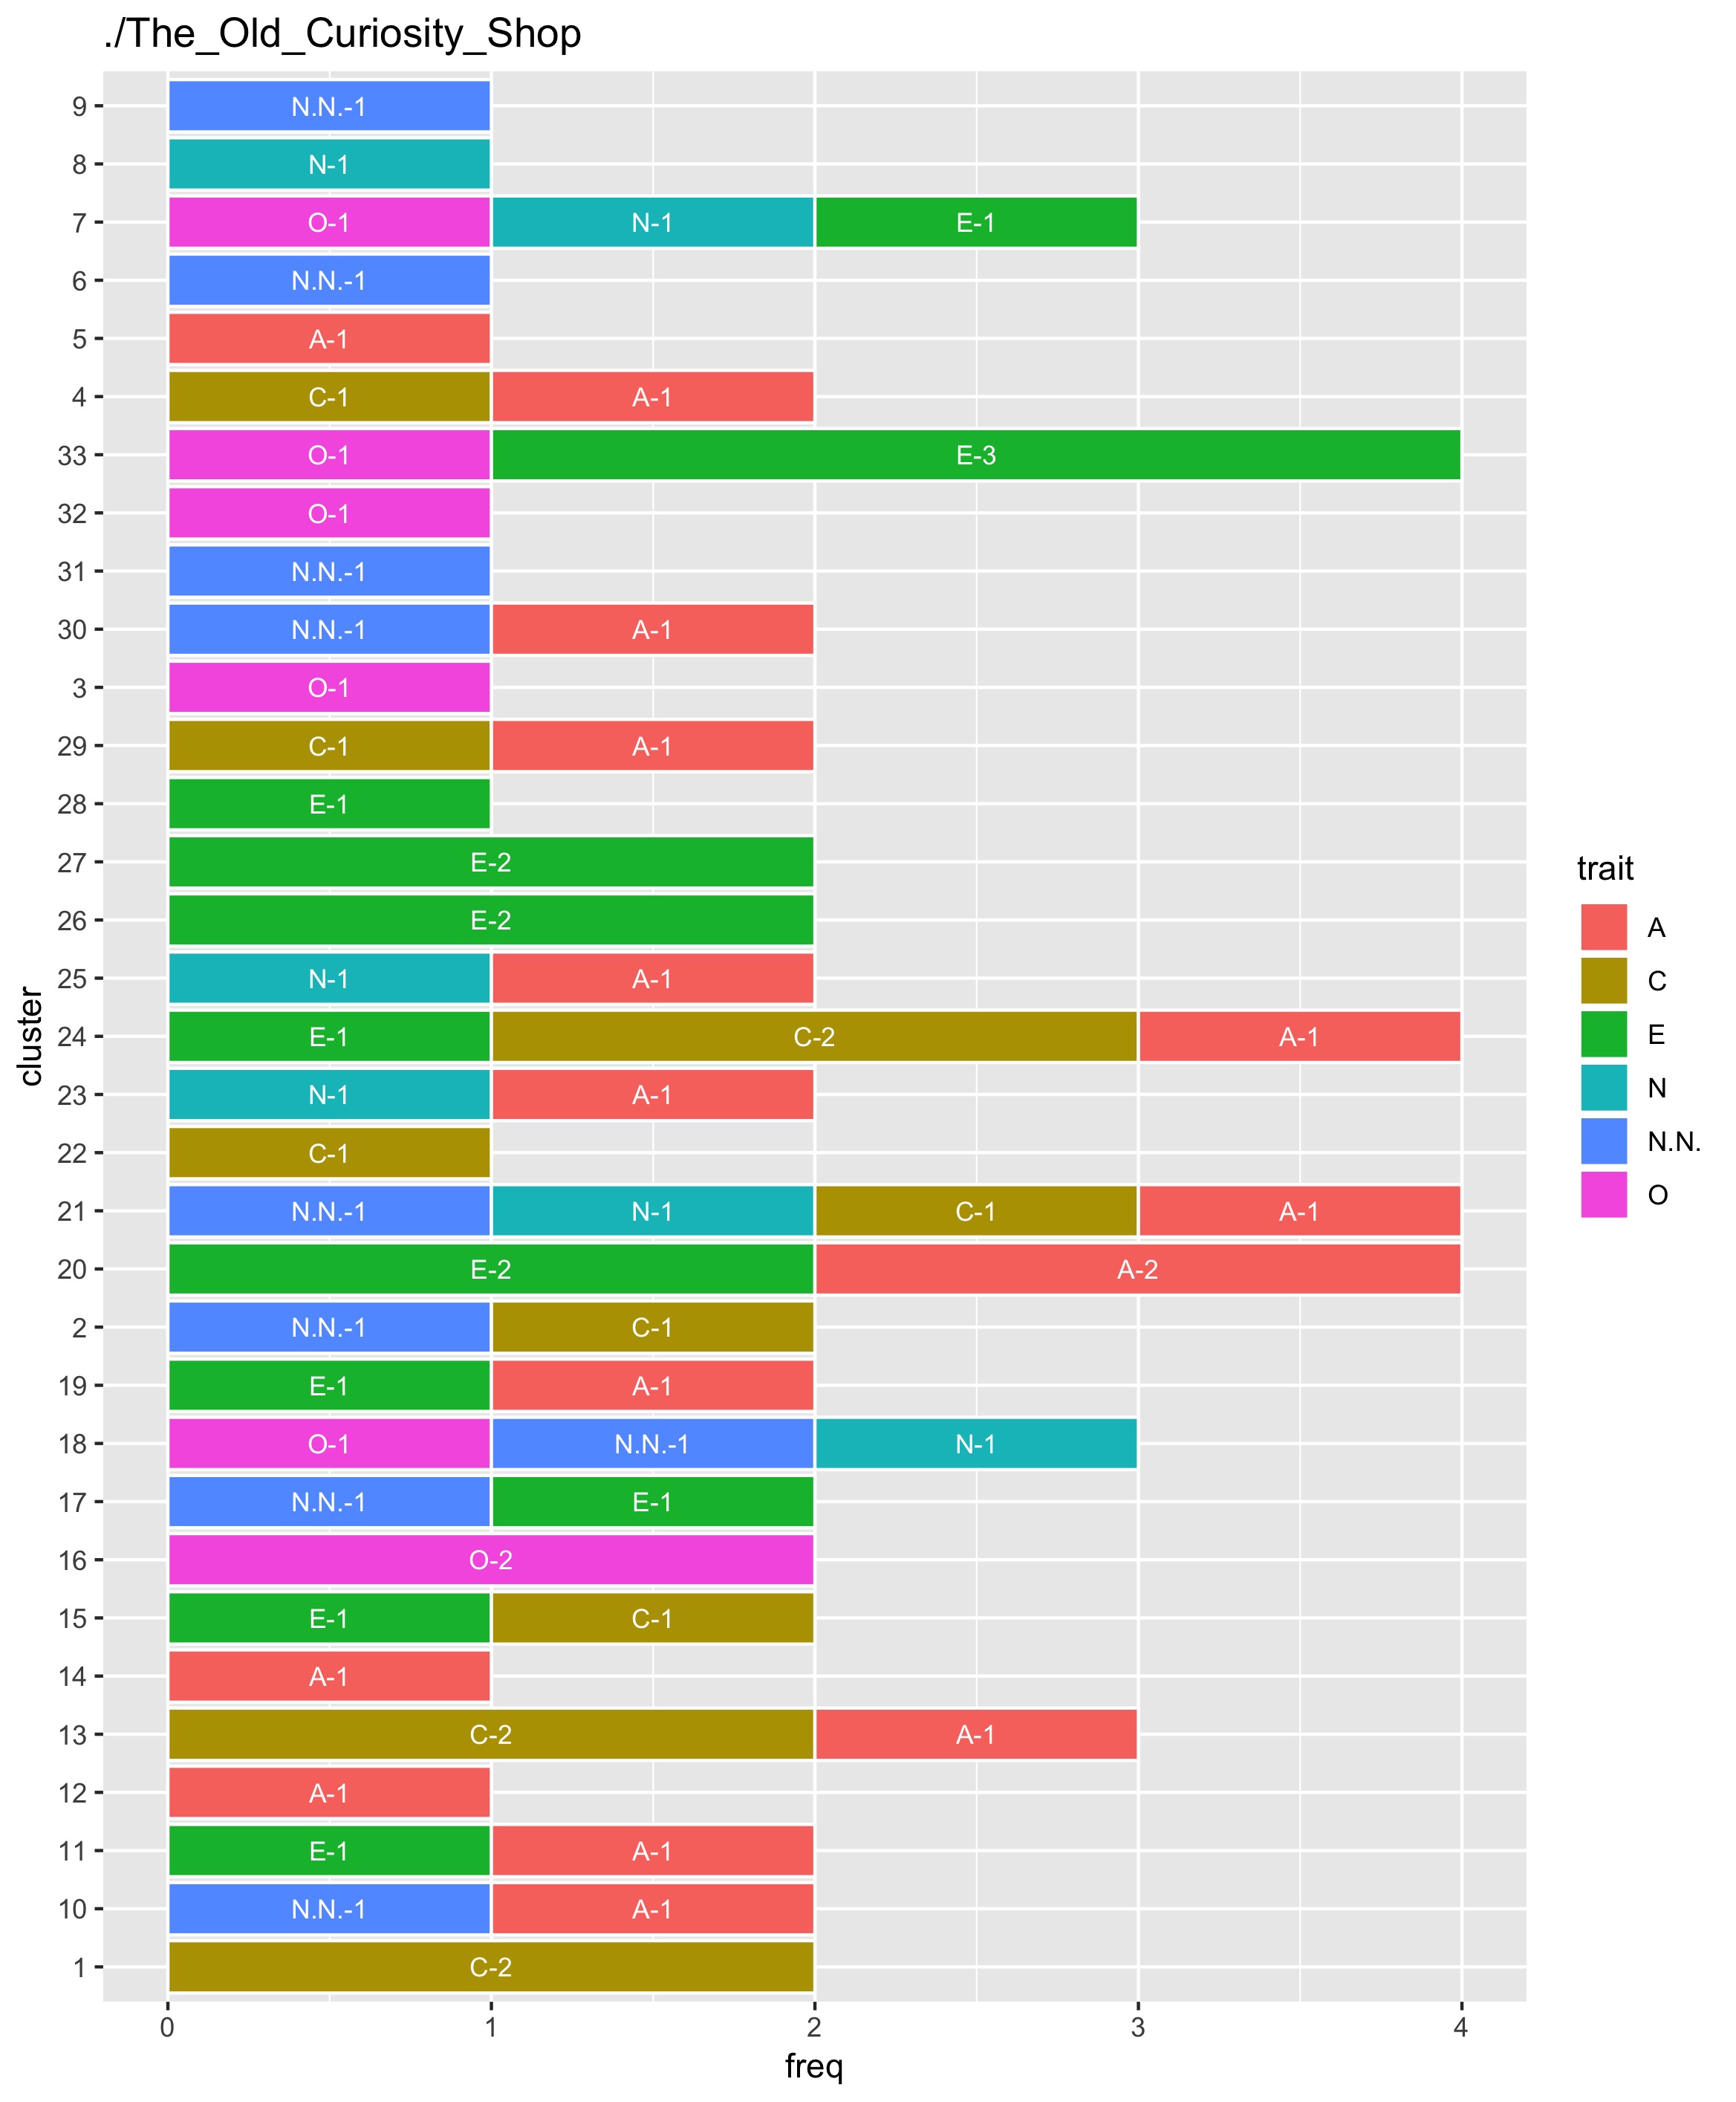 ./The_Old_Curiosity_Shop
9 N.N.-1
8 N-1
7 O-1 N-1 E-1
6 N.N.-1
5 A-1
4 C-1 A-1
33 O-1 E-3
32 O-1
31 N.N.-1
30 N.N.-1 A-1
3 O-1
29 C-1 A-1
28 E-1
27 E-2
26 E-2
25 N-1 A-1
24 E-1 C-2 A-1
23 N-1 A-1
22 C-1
21 N.N.-1 N-1 C-1 A-1
20 E-2 A-2
2 N.N.-1 C-1
19 E-1 A-1
18 O-1 N.N.-1 N-1
17 N.N.-1 E-1
16 O-2
15 E-1 C-1
14 A-1
13 C-2 A-1
12 A-1
11 E-1 A-1
10 N.N.-1 A-1
1 C-2
0 1 2 3 4
freq
cluster
trait
A
C
E
N
N.N.
O